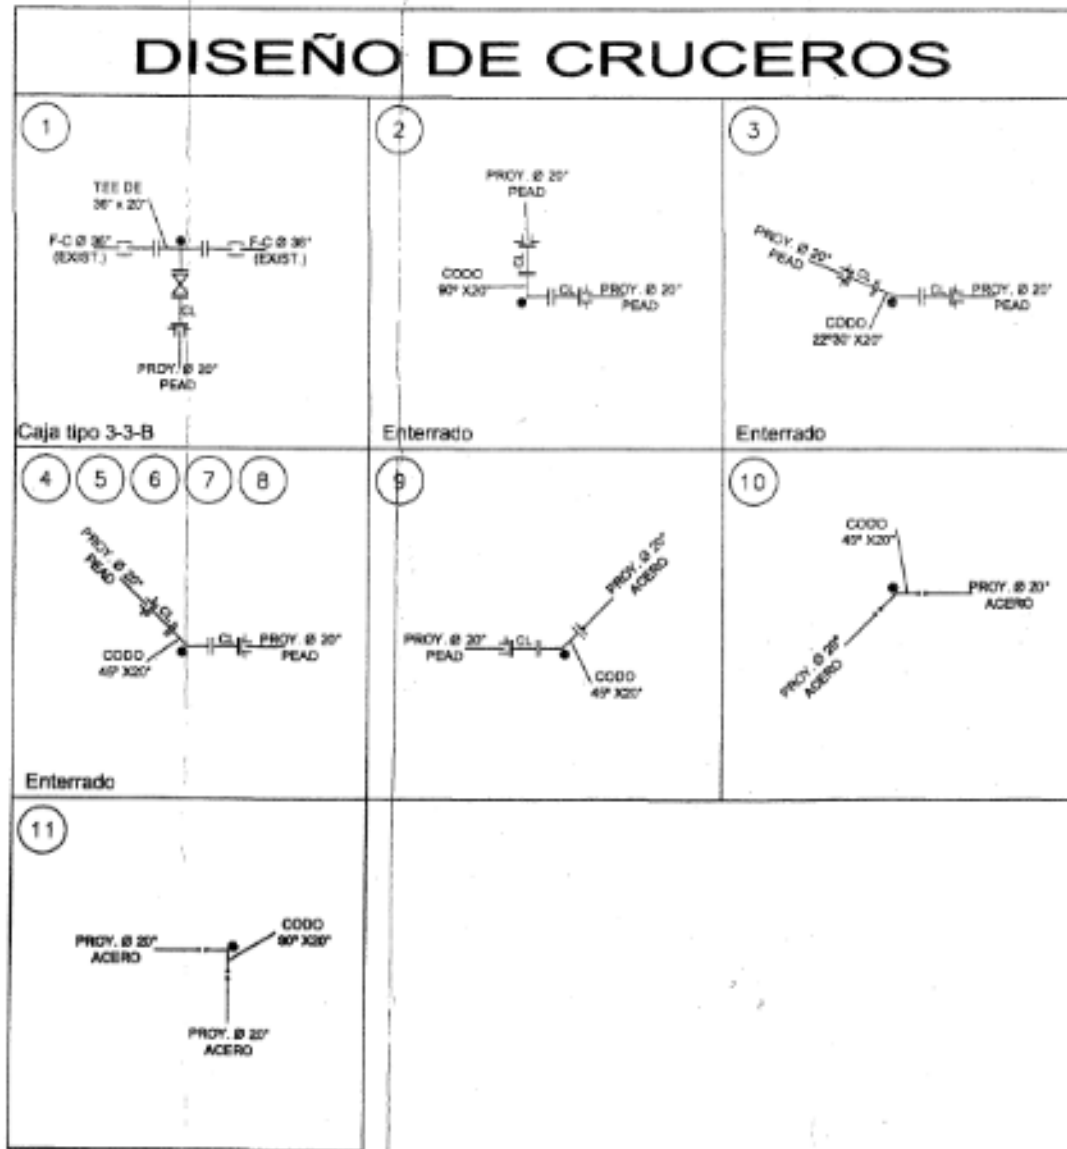 DISEÑO DE CRUCEROS
1
TEE DE
36" x 20"
F-C Ø 36"
(EXIST.)
F-C Ø 36"
(EXIST.)
CL
PROY. Ø 20"
PEAD
Caja tipo 3-3-B
2
PROY. Ø 20"
PEAD
CL
CODO
90° X20"
CL
PROY. Ø 20"
PEAD
Enterrado
3
PROY. Ø 20"
PEAD
CL
CL
PROY. Ø 20"
PEAD
CODO
22°30' X20"
Enterrado
4 5 6 7 8
PROY. Ø 20"
PEAD
CL
CL
PROY. Ø 20"
PEAD
CODO
45° X20"
Enterrado
9
PROY. Ø 20"
ACERO
PROY. Ø 20"
PEAD
CL
CODO
45° X20"
10
CODO
45° X20"
PROY. Ø 20"
ACERO
PROY. Ø 20"
ACERO
11
PROY. Ø 20"
ACERO
CODO
90° X20"
PROY. Ø 20"
ACERO